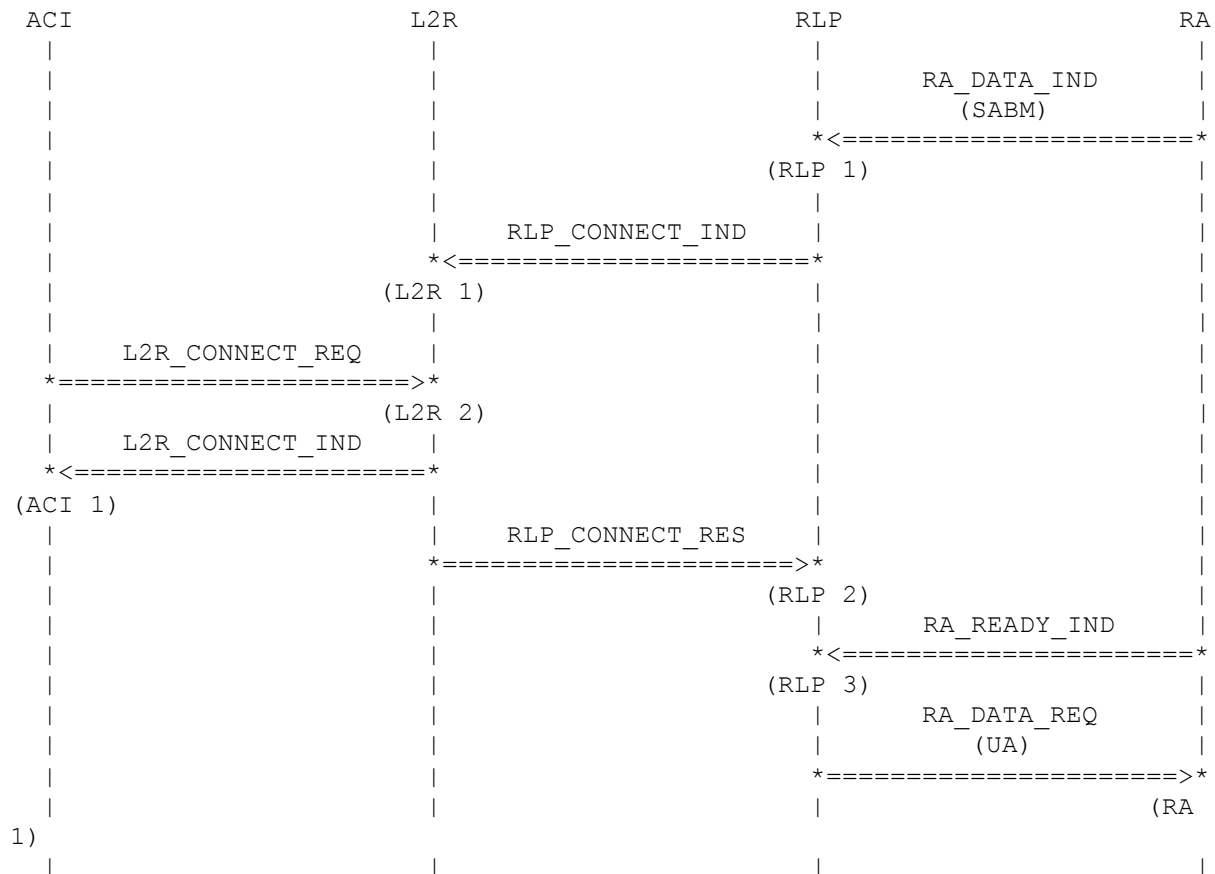 ACI L2R RLP RA
| | | |
| | | RA_DATA_IND |
| | | (SABM) |
| | *<======================*
| | (RLP 1) |
| | | |
| | RLP_CONNECT_IND | |
| *<======================* |
| (L2R 1) | |
| | | |
| L2R_CONNECT_REQ | | |
*======================>* | |
| (L2R 2) | |
| L2R_CONNECT_IND | | |
*<======================* | |
(ACI 1) | | |
| | RLP_CONNECT_RES | |
| *======================>* |
| | (RLP 2) |
| | | RA_READY_IND |
| | *<======================*
| | (RLP 3) |
| | | RA_DATA_REQ |
| | | (UA) |
| | *======================>*
| | | (RA
1)
| | | |